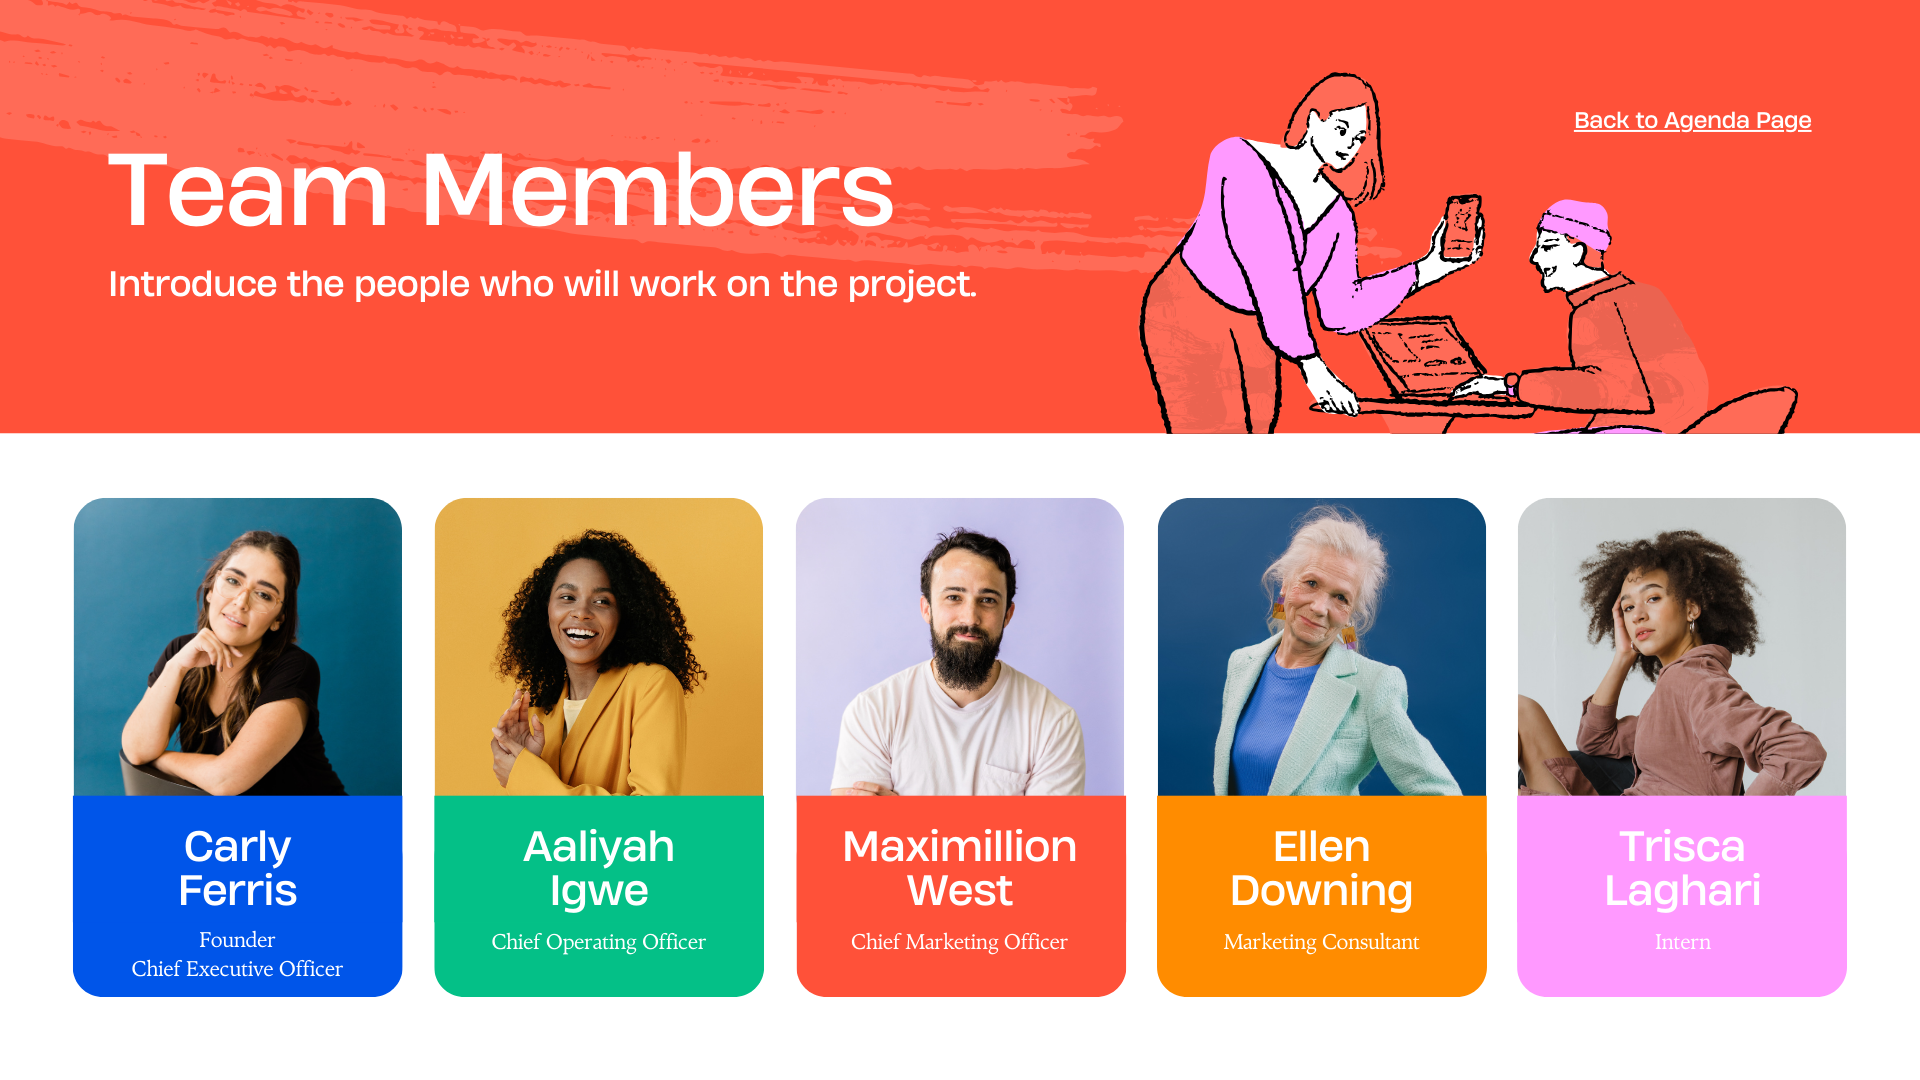 Back to Agenda Page
Team Members
Introduce the people who will work on the project.
Carly
Ferris
Founder
Chief Executive Officer
Aaliyah
Igwe
Chief Operating Officer
Maximillion
West
Chief Marketing Officer
Ellen
Downing
Marketing Consultant
Trisca
Laghari
Intern